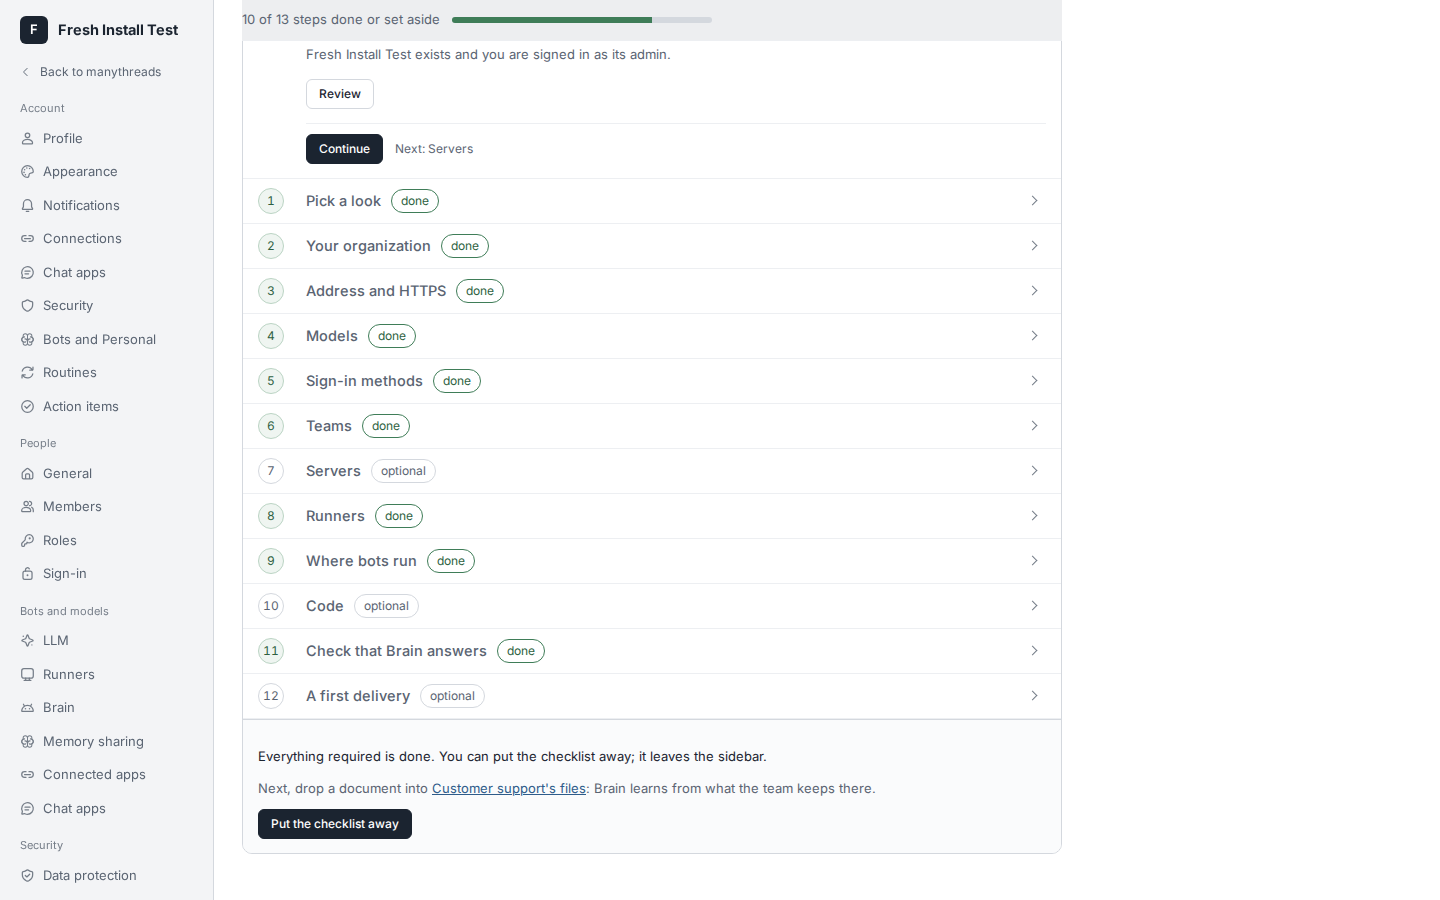 F Fresh Install Test
Back to manythreads
Account
Profile
Appearance
Notifications
Connections
Chat apps
Security
Bots and Personal
Routines
Action items
People
General
Members
Roles
Sign-in
Bots and models
LLM
Runners
Brain
Memory sharing
Connected apps
Chat apps
Security
Data protection
10 of 13 steps done or set aside
Fresh Install Test exists and you are signed in as its admin.
Review
Continue Next: Servers
1 Pick a look done
2 Your organization done
3 Address and HTTPS done
4 Models done
5 Sign-in methods done
6 Teams done
7 Servers optional
8 Runners done
9 Where bots run done
10 Code optional
11 Check that Brain answers done
12 A first delivery optional
Everything required is done. You can put the checklist away; it leaves the sidebar.
Next, drop a document into Customer support's files: Brain learns from what the team keeps there.
Put the checklist away